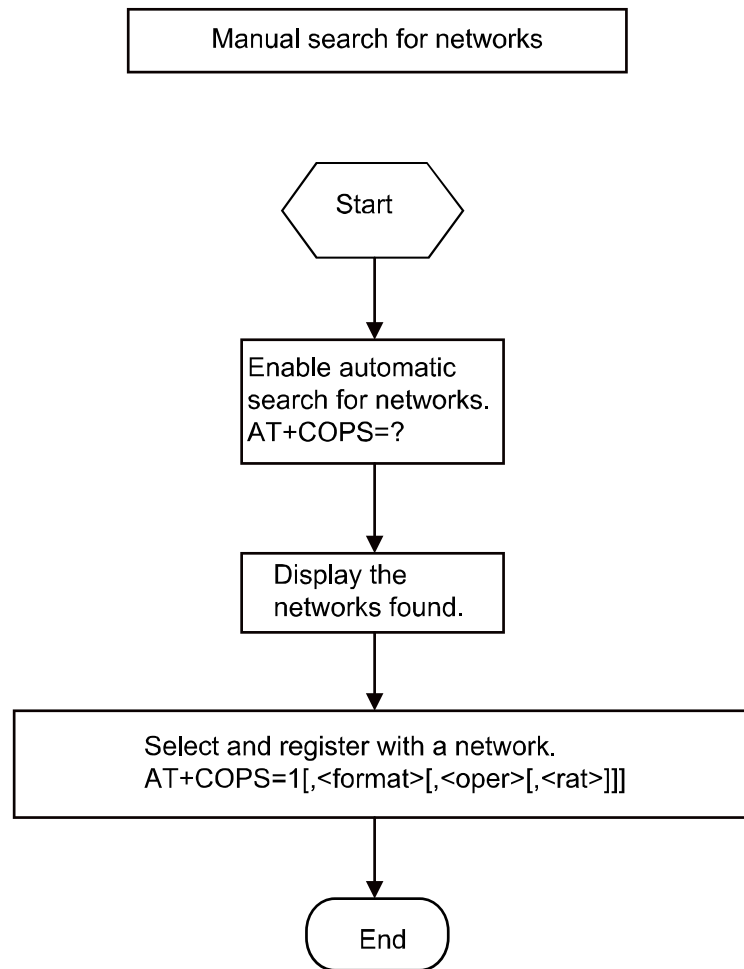 Manual search for networks
Start
Enable automatic
search for networks.
AT+COPS=?
Display the
networks found.
Select and register with a network.
AT+COPS=1[,<format>[,<oper>[,<rat>]]]
End